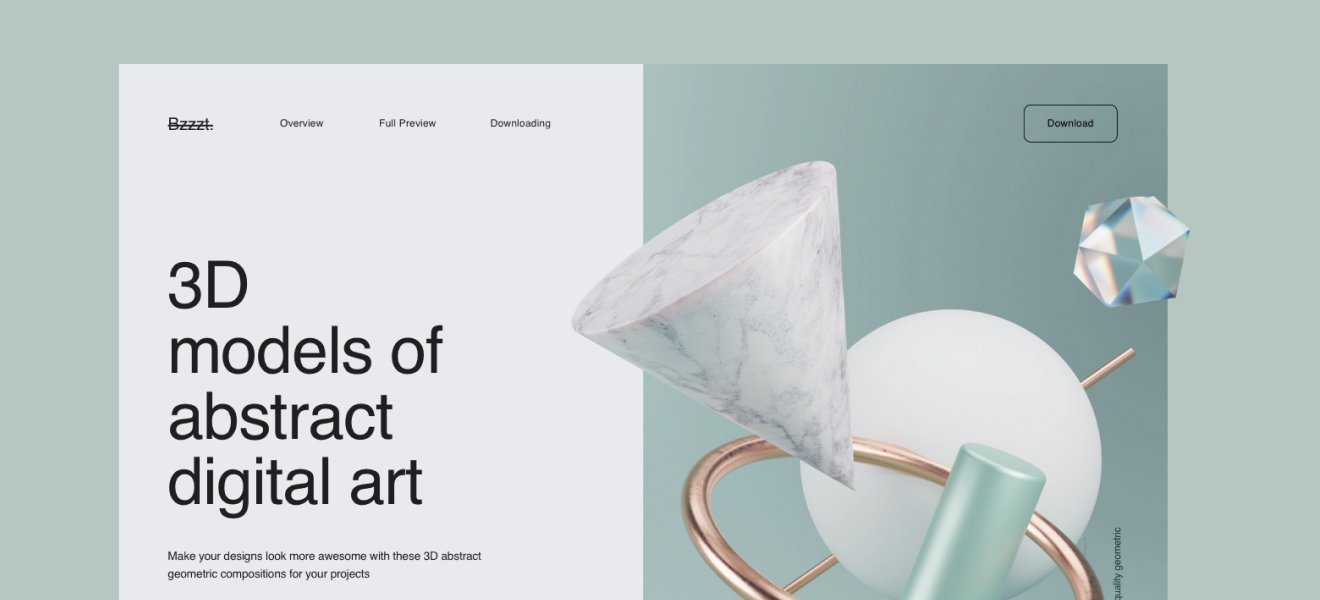 Bzzzt.
Overview
Full Preview
Downloading
Download
3D
models of
abstract
digital art
Make your designs look more awesome with these 3D abstract
geometric compositions for your projects
quality geometric